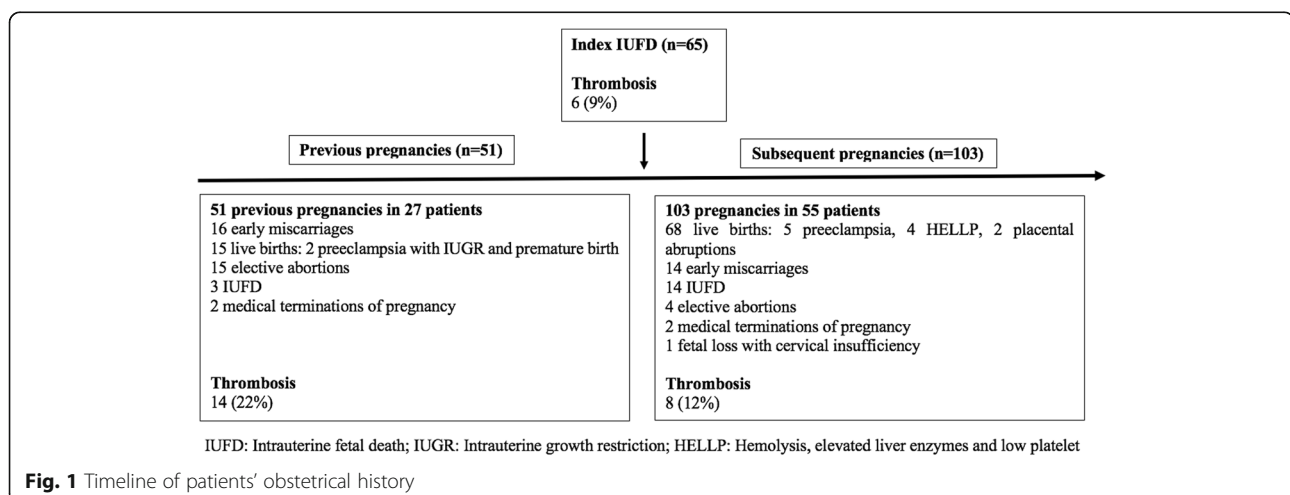 Index IUFD (n=65)
Thrombosis
6 (9%)
Previous pregnancies (n=51)
Subsequent pregnancies (n=103)
51 previous pregnancies in 27 patients
16 early miscarriages
15 live births: 2 preeclampsia with IUGR and premature birth
15 elective abortions
3 IUFD
2 medical terminations of pregnancy
Thrombosis
14 (22%)
103 pregnancies in 55 patients
68 live births: 5 preeclampsia, 4 HELLP, 2 placental
abruptions
14 early miscarriages
14 IUFD
4 elective abortions
2 medical terminations of pregnancy
1 fetal loss with cervical insufficiency
Thrombosis
8 (12%)
IUFD: Intrauterine fetal death; IUGR: Intrauterine growth restriction; HELLP: Hemolysis, elevated liver enzymes and low platelet
Fig. 1 Timeline of patients' obstetrical history